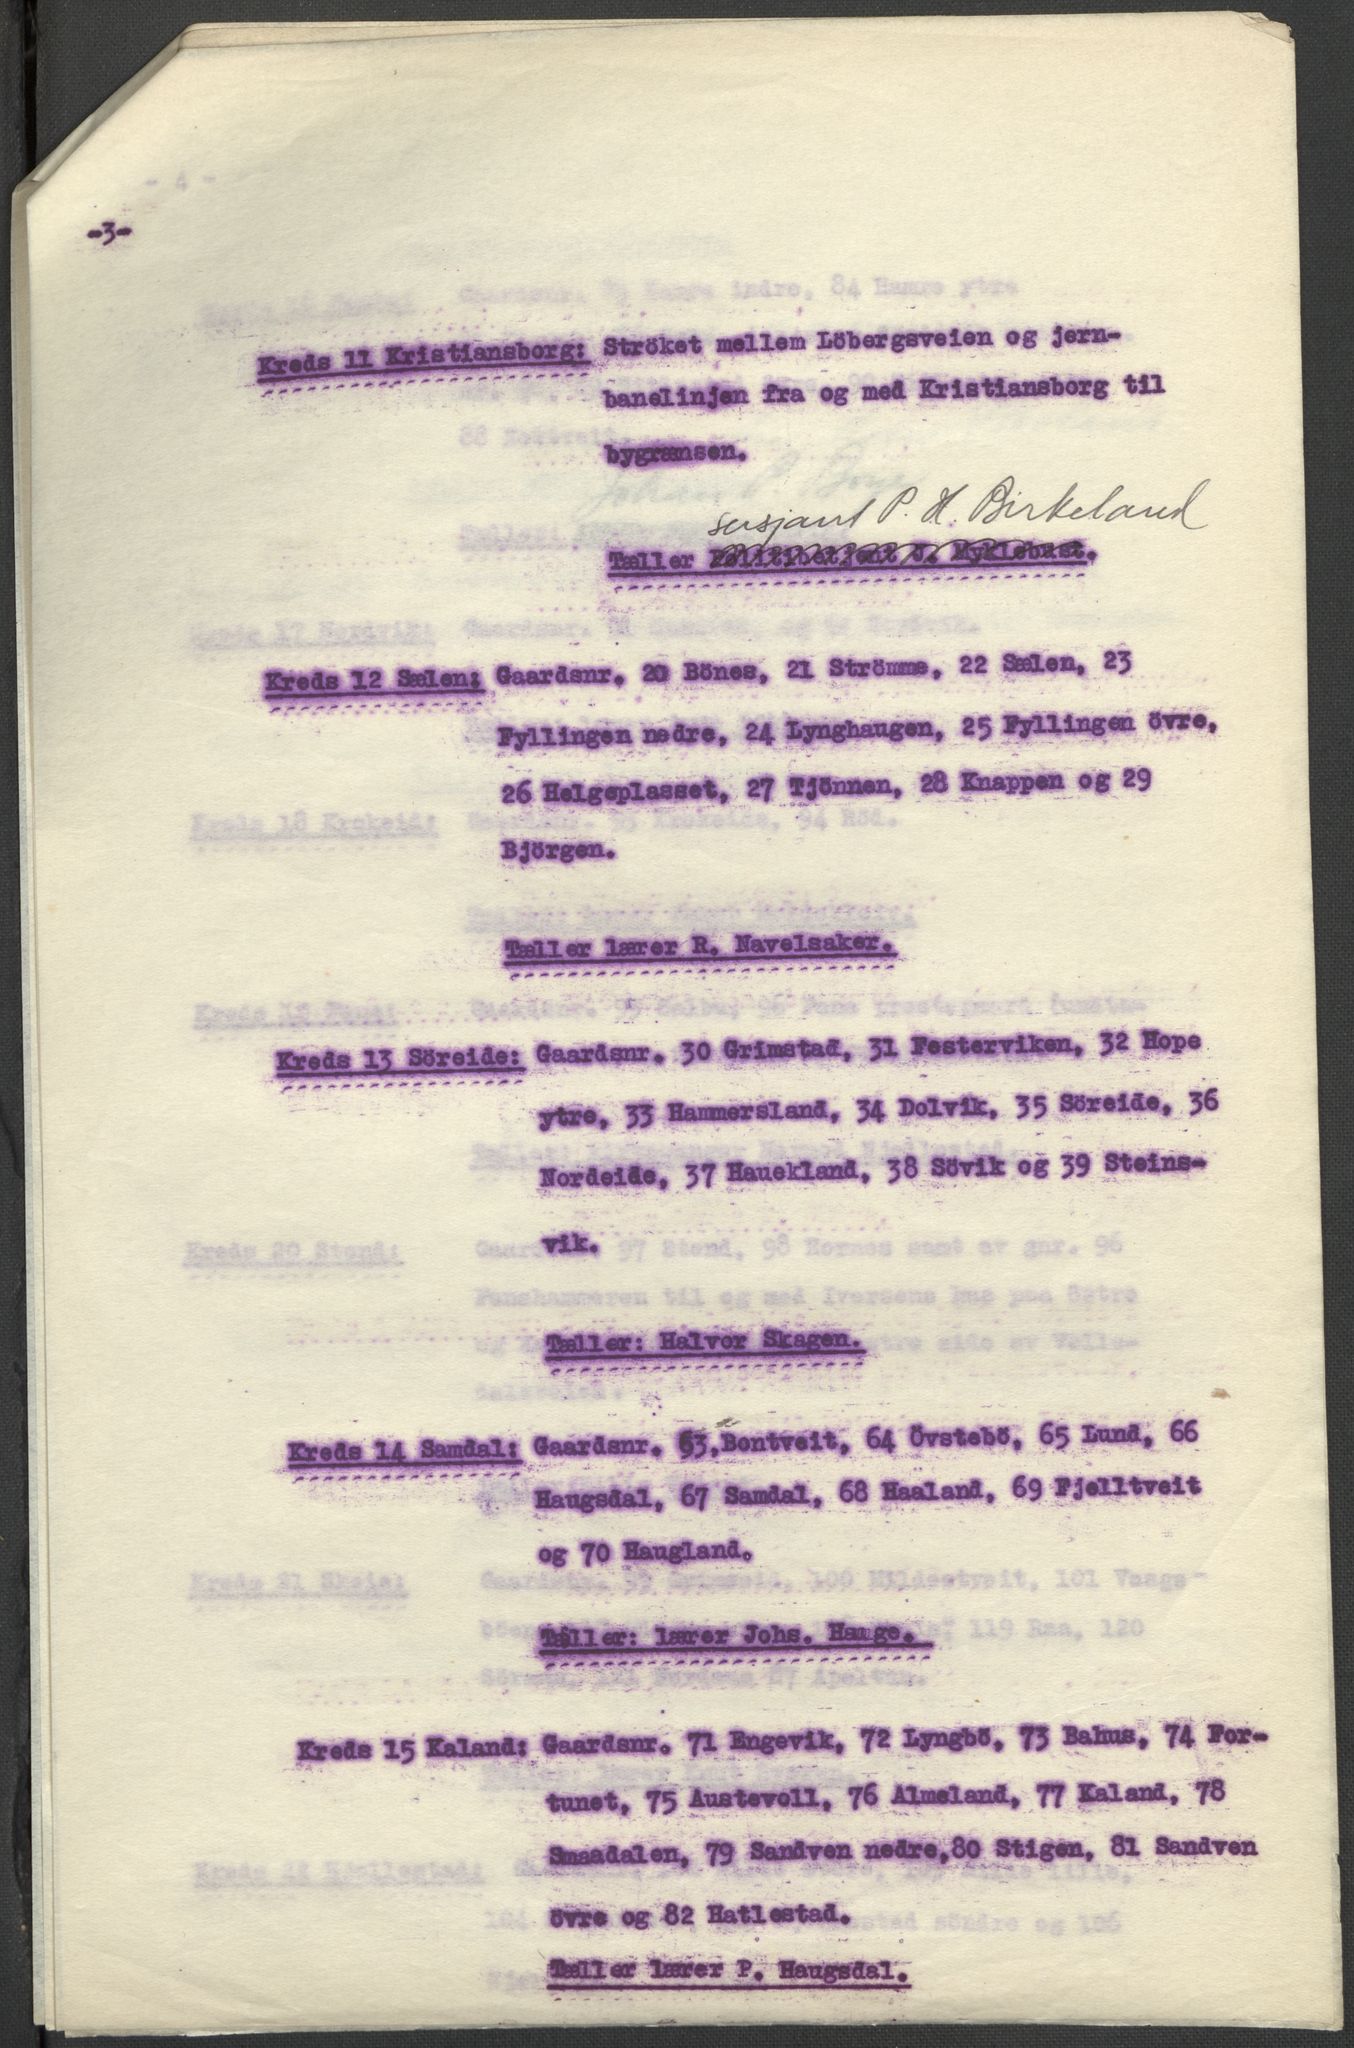 -3-
Kreds 11 Kristiansborg: Ströket mellem Löbergsveien og jern-
banelinjen fra og med Kristiansborg til
bygrænsen.
sersjant P. H. Birkeland
Tæller Politibetjent J. Myklebust.
Kreds 12 Sælen: Gaardsnr. 20 Bönes, 21 Strömme, 22 Sælen, 23
Fyllingen nedre, 24 Lynghaugen, 25 Fyllingen övre,
26 Helgeplasset, 27 Tjönnen, 28 Knappen og 29
Björgen.
Tæller lærer R. Navelsaker.
Kreds 13 Söreide: Gaardsnr. 30 Grimstad, 31 Festerviken, 32 Hope
ytre, 33 Hammersland, 34 Dolvik, 35 Söreide, 36
Nordeide, 37 Hauekland, 38 Sövik og 39 Steins-
vik.
Tæller: Halvor Skagen.
Kreds 14 Samdal: Gaardsnr. 63, Bontveit, 64 Övstebö, 65 Lund, 66
Haugsdal, 67 Samdal, 68 Haaland, 69 Fjelltveit
og 70 Haugland.
Tæller: lærer Johs. Hauge.
Kreds 15 Kaland: Gaardsnr. 71 Engevik, 72 Lyngbö, 73 Bahus, 74 For-
tunet, 75 Austevoll, 76 Almeland, 77 Kaland, 78
Smaadalen, 79 Sandven nedre, 80 Stigen, 81 Sandven
övre og 82 Hatlestad.
Tæller lærer P. Haugsdal.